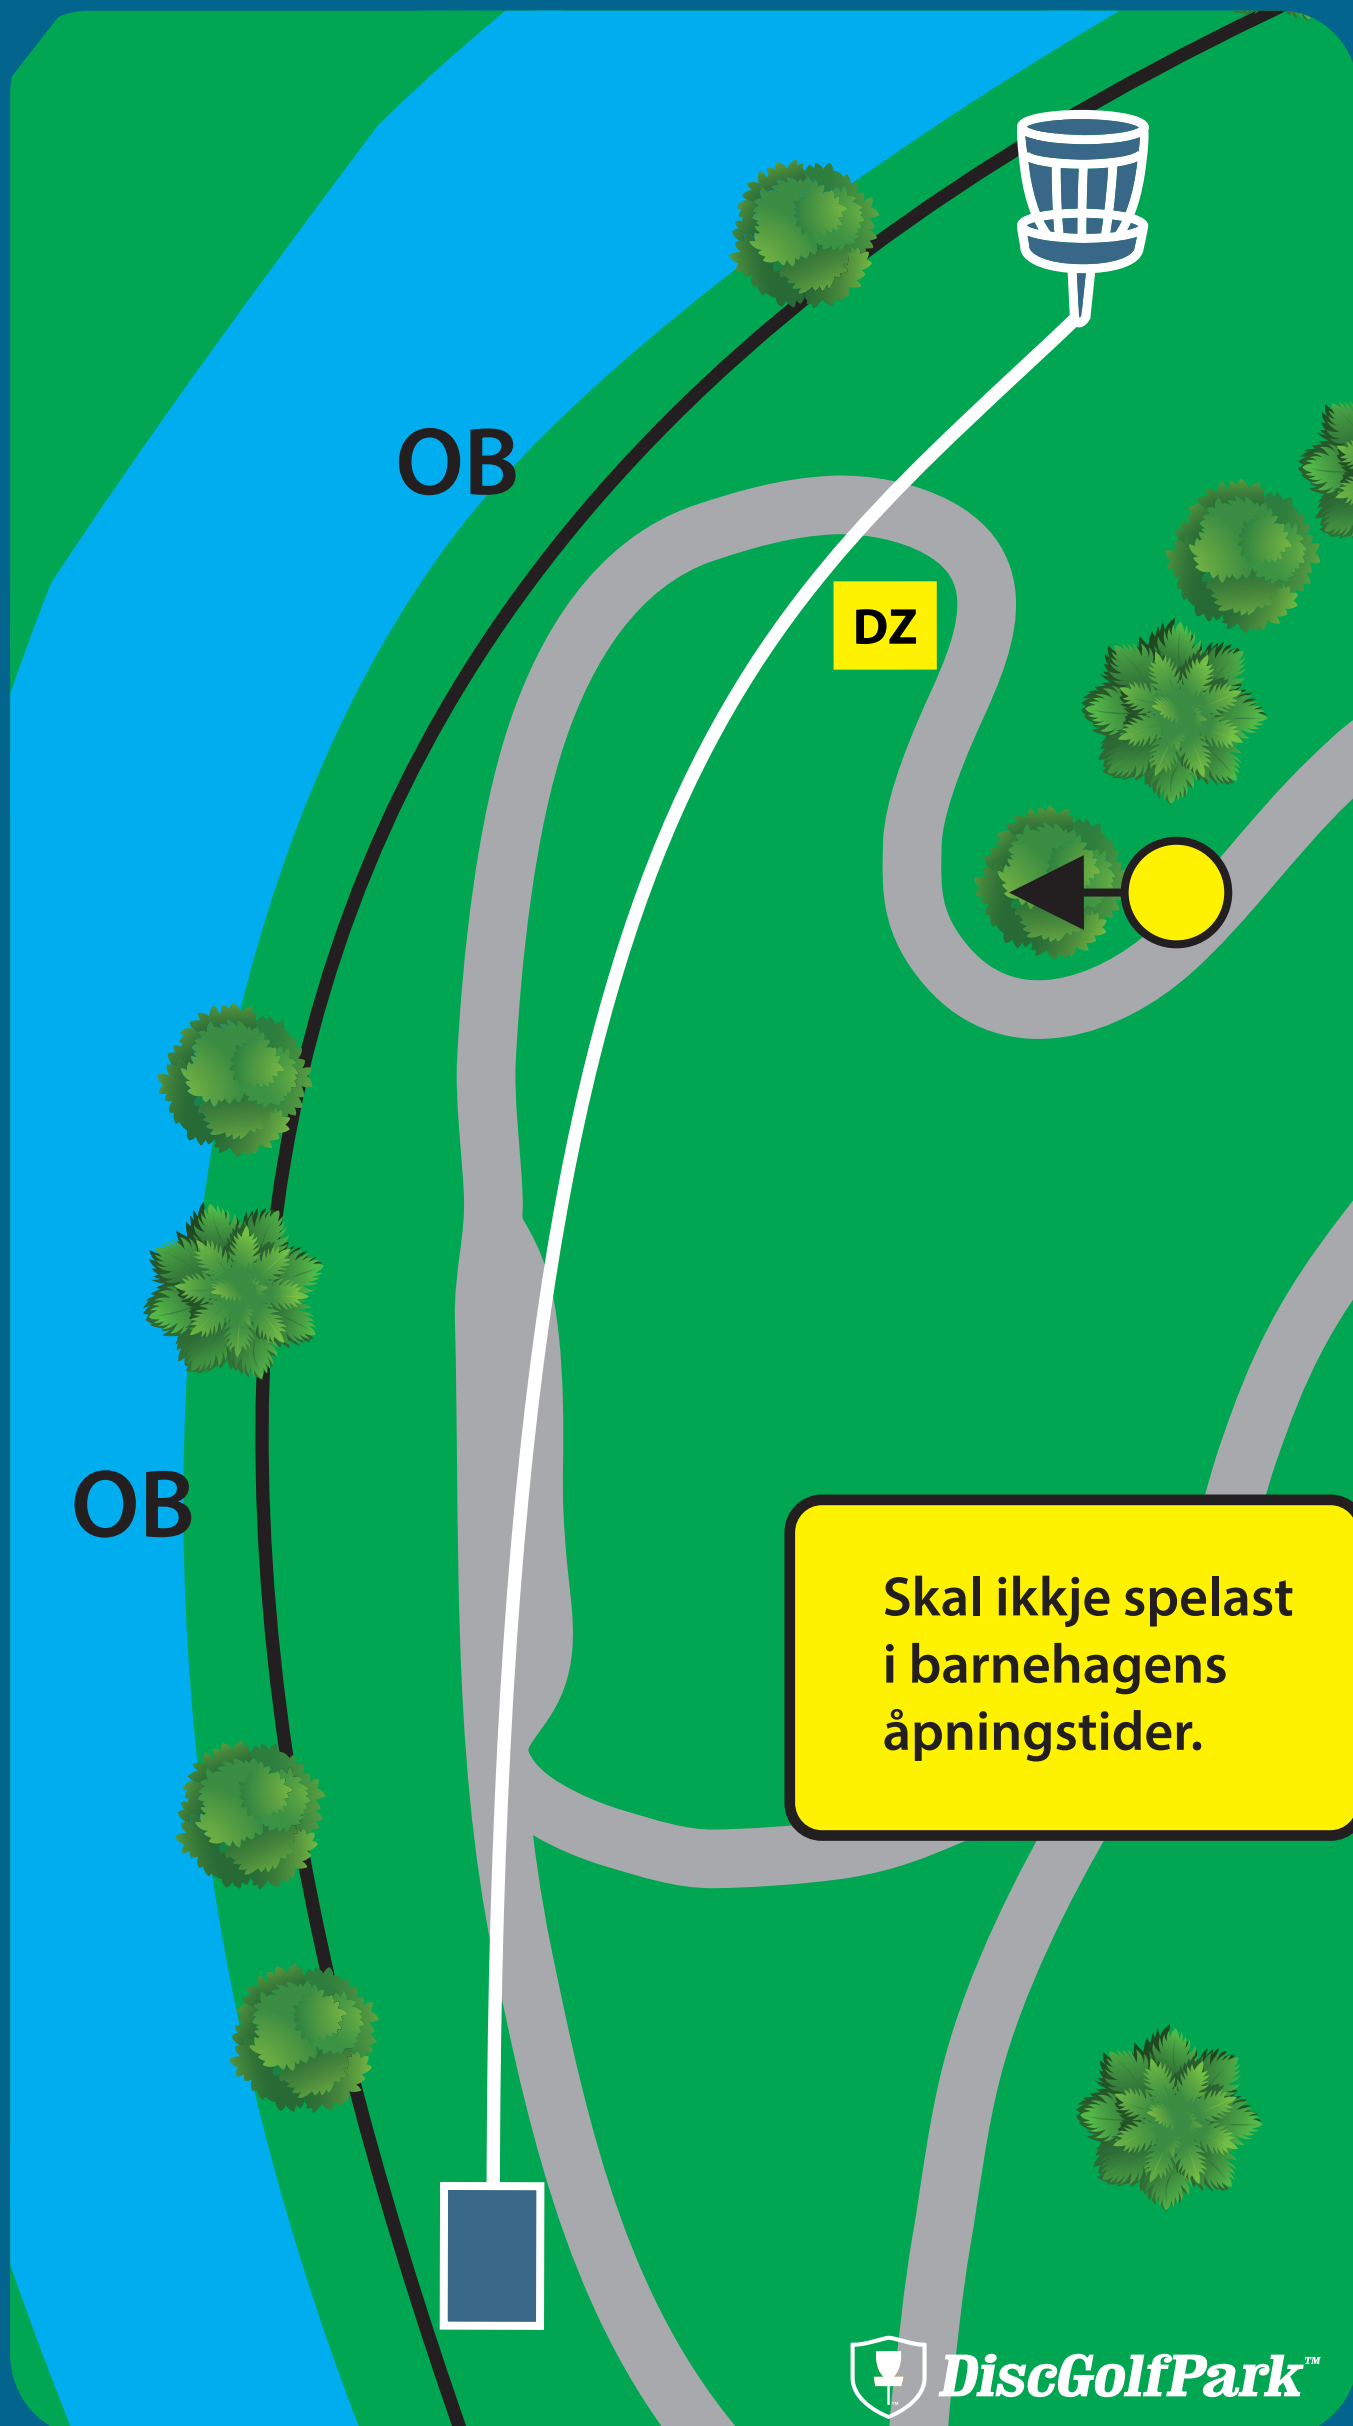 OB
DZ
OB
Skal ikkje spelast
i barnehagens
åpningstider.
DiscGolfPark™